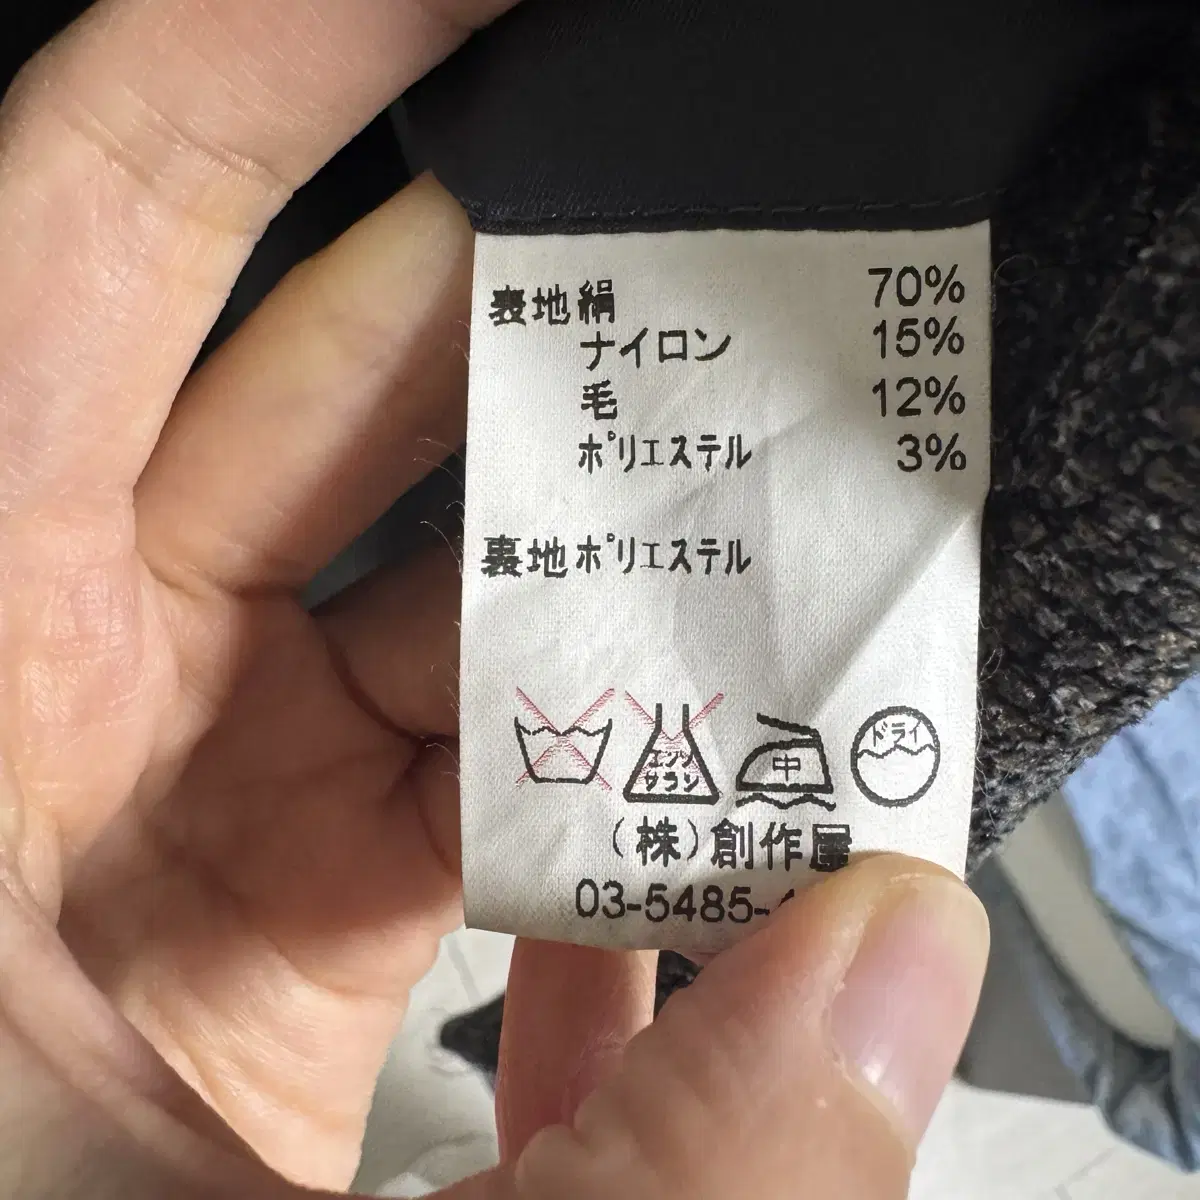 表地絹 70%
ナイロン 15%
毛 12%
ポリエステル 3%
裏地ポリエステル
エンソ
サラシ
中
ドライ
(株)創作屋
03-5485-